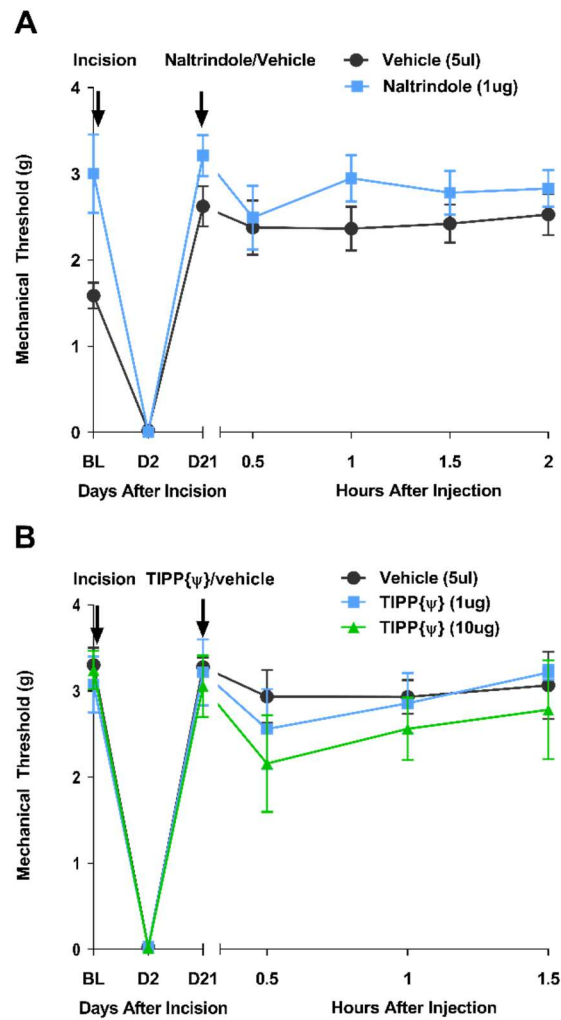 A
Incision Naltrindole/Vehicle
Vehicle (5ul)
Naltrindole (1ug)
Mechanical Threshold (g)
4
3
2
1
0
BL D2 D21 0.5 1 1.5 2
Days After Incision Hours After Injection
B
Incision TIPP{ψ}/vehicle
Vehicle (5ul)
TIPP{ψ} (1ug)
TIPP{ψ} (10ug)
Mechanical Threshold (g)
4
3
2
1
0
BL D2 D21 0.5 1 1.5
Days After Incision Hours After Injection